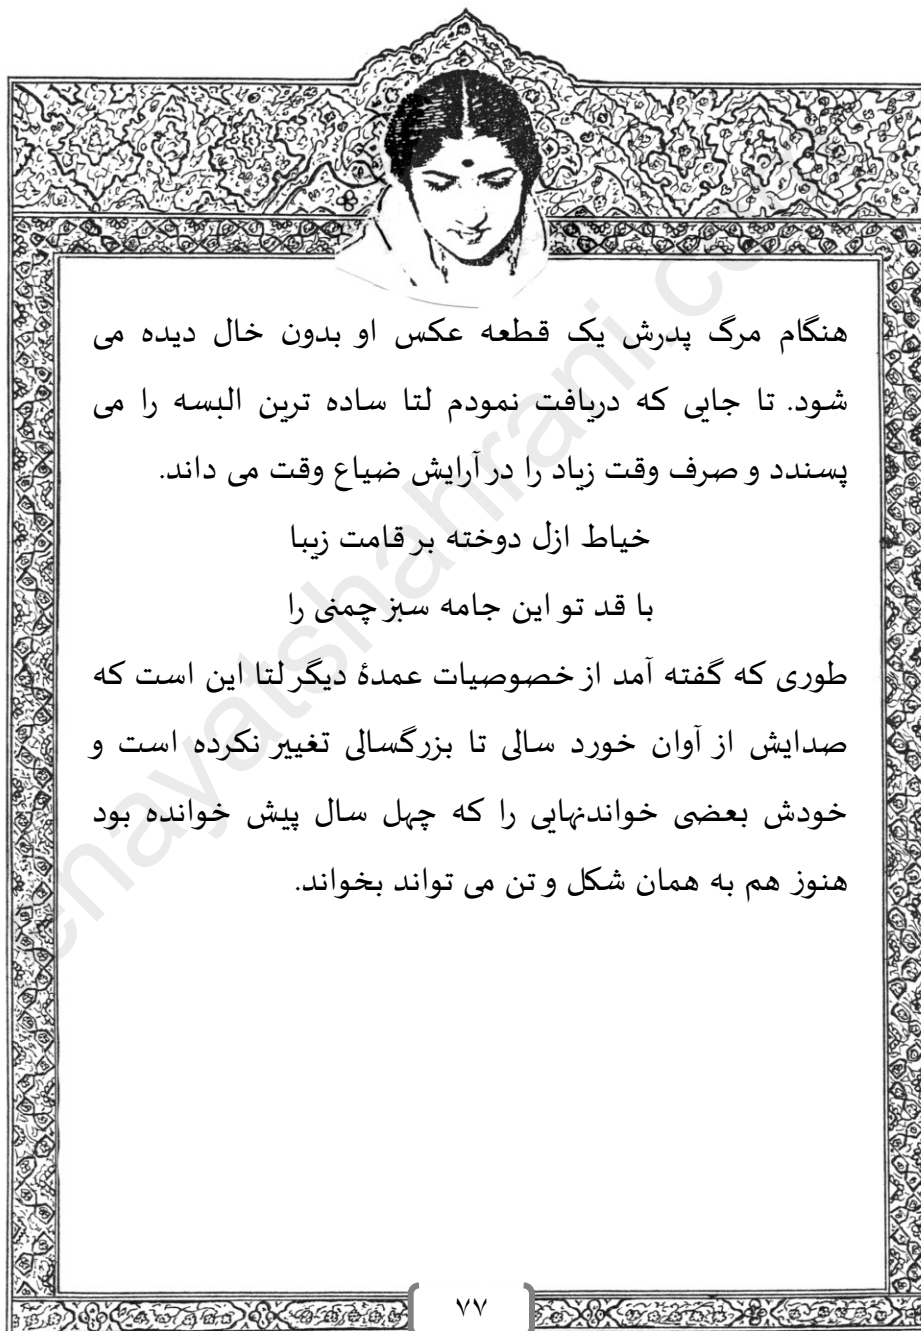 هنگام مرگ پدرش یک قطعه عکس او بدون خال دیده می
شود. تا جایی که دریافت نمودم لتا ساده ترین البسه را می
پسندد و صرف وقت زیاد را در آرایش ضیاع وقت می داند.
خیاط ازل دوخته بر قامت زیبا
با قد تو این جامه سبز چمنی را
طوری که گفته آمد از خصوصیات عمدۀ دیگر لتا این است که
صدایش از آوان خورد سالی تا بزرگسالی تغییر نکرده است و
خودش بعضی خواندنهایی را که چهل سال پیش خوانده بود
هنوز هم به همان شکل و تن می تواند بخواند.
۷۷